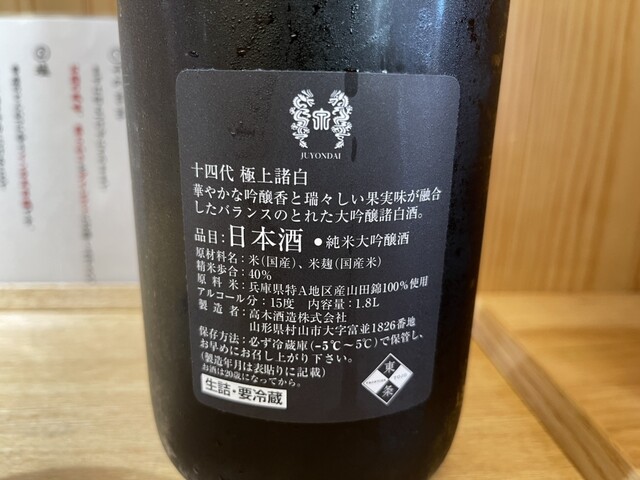 JUYONDAI
十四代 極上諸白
華やかな吟醸香と瑞々しい果実味が融合
したバランスのとれた大吟醸諸白酒。
品目：日本酒 ●純米大吟醸酒
原材料名：米（国産）、米麹（国産米）
精米歩合：40％
原料米：兵庫県特A地区産山田錦100％使用
アルコール分：15度 内容量：1.8L
製造者：高木酒造株式会社
山形県村山市大字富並1826番地
保存方法：必ず冷蔵庫（−5℃〜5℃）で保管し、
お早めにお召し上がり下さい。
（製造年月は表貼りに記載）
お酒は20歳になってから。
生詰・要冷蔵
東条